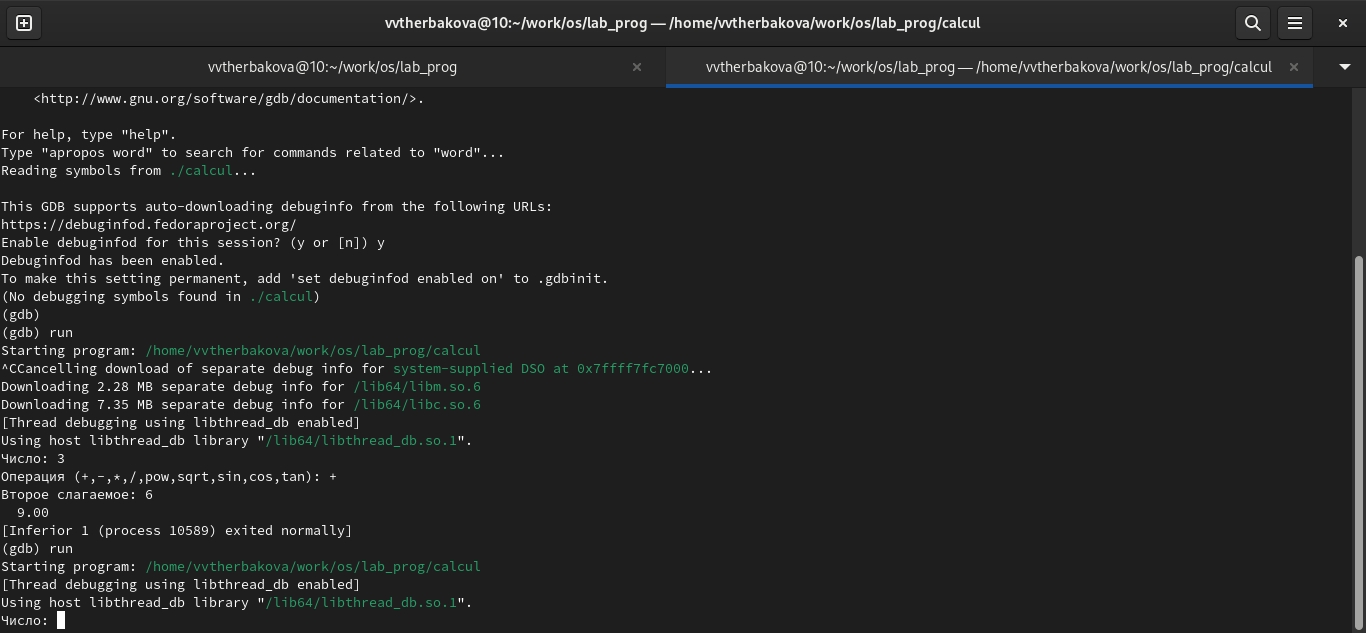 vvtherbakova@10:~/work/os/lab_prog — /home/vvtherbakova/work/os/lab_prog/calcul
vvtherbakova@10:~/work/os/lab_prog
vvtherbakova@10:~/work/os/lab_prog — /home/vvtherbakova/work/os/lab_prog/calcul
<http://www.gnu.org/software/gdb/documentation/>.
For help, type "help".
Type "apropos word" to search for commands related to "word"...
Reading symbols from ./calcul...
This GDB supports auto-downloading debuginfo from the following URLs:
https://debuginfod.fedoraproject.org/
Enable debuginfod for this session? (y or [n]) y
Debuginfod has been enabled.
To make this setting permanent, add 'set debuginfod enabled on' to .gdbinit.
(No debugging symbols found in ./calcul)
(gdb)
(gdb) run
Starting program: /home/vvtherbakova/work/os/lab_prog/calcul
^CCancelling download of separate debug info for system-supplied DSO at 0x7ffff7fc7000...
Downloading 2.28 MB separate debug info for /lib64/libm.so.6
Downloading 7.35 MB separate debug info for /lib64/libc.so.6
[Thread debugging using libthread_db enabled]
Using host libthread_db library "/lib64/libthread_db.so.1".
Число: 3
Операция (+,-,*,/,pow,sqrt,sin,cos,tan): +
Второе слагаемое: 6
9.00
[Inferior 1 (process 10589) exited normally]
(gdb) run
Starting program: /home/vvtherbakova/work/os/lab_prog/calcul
[Thread debugging using libthread_db enabled]
Using host libthread_db library "/lib64/libthread_db.so.1".
Число: